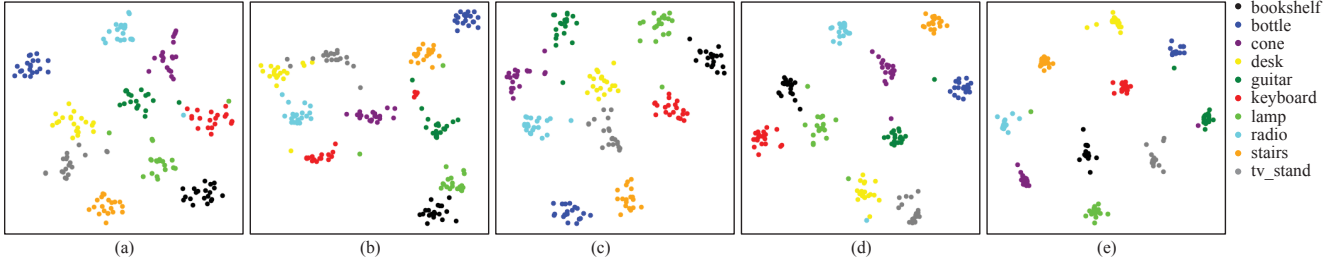 bookshelf
bottle
cone
desk
guitar
keyboard
lamp
radio
stairs
tv_stand
(a) (b) (c) (d) (e)